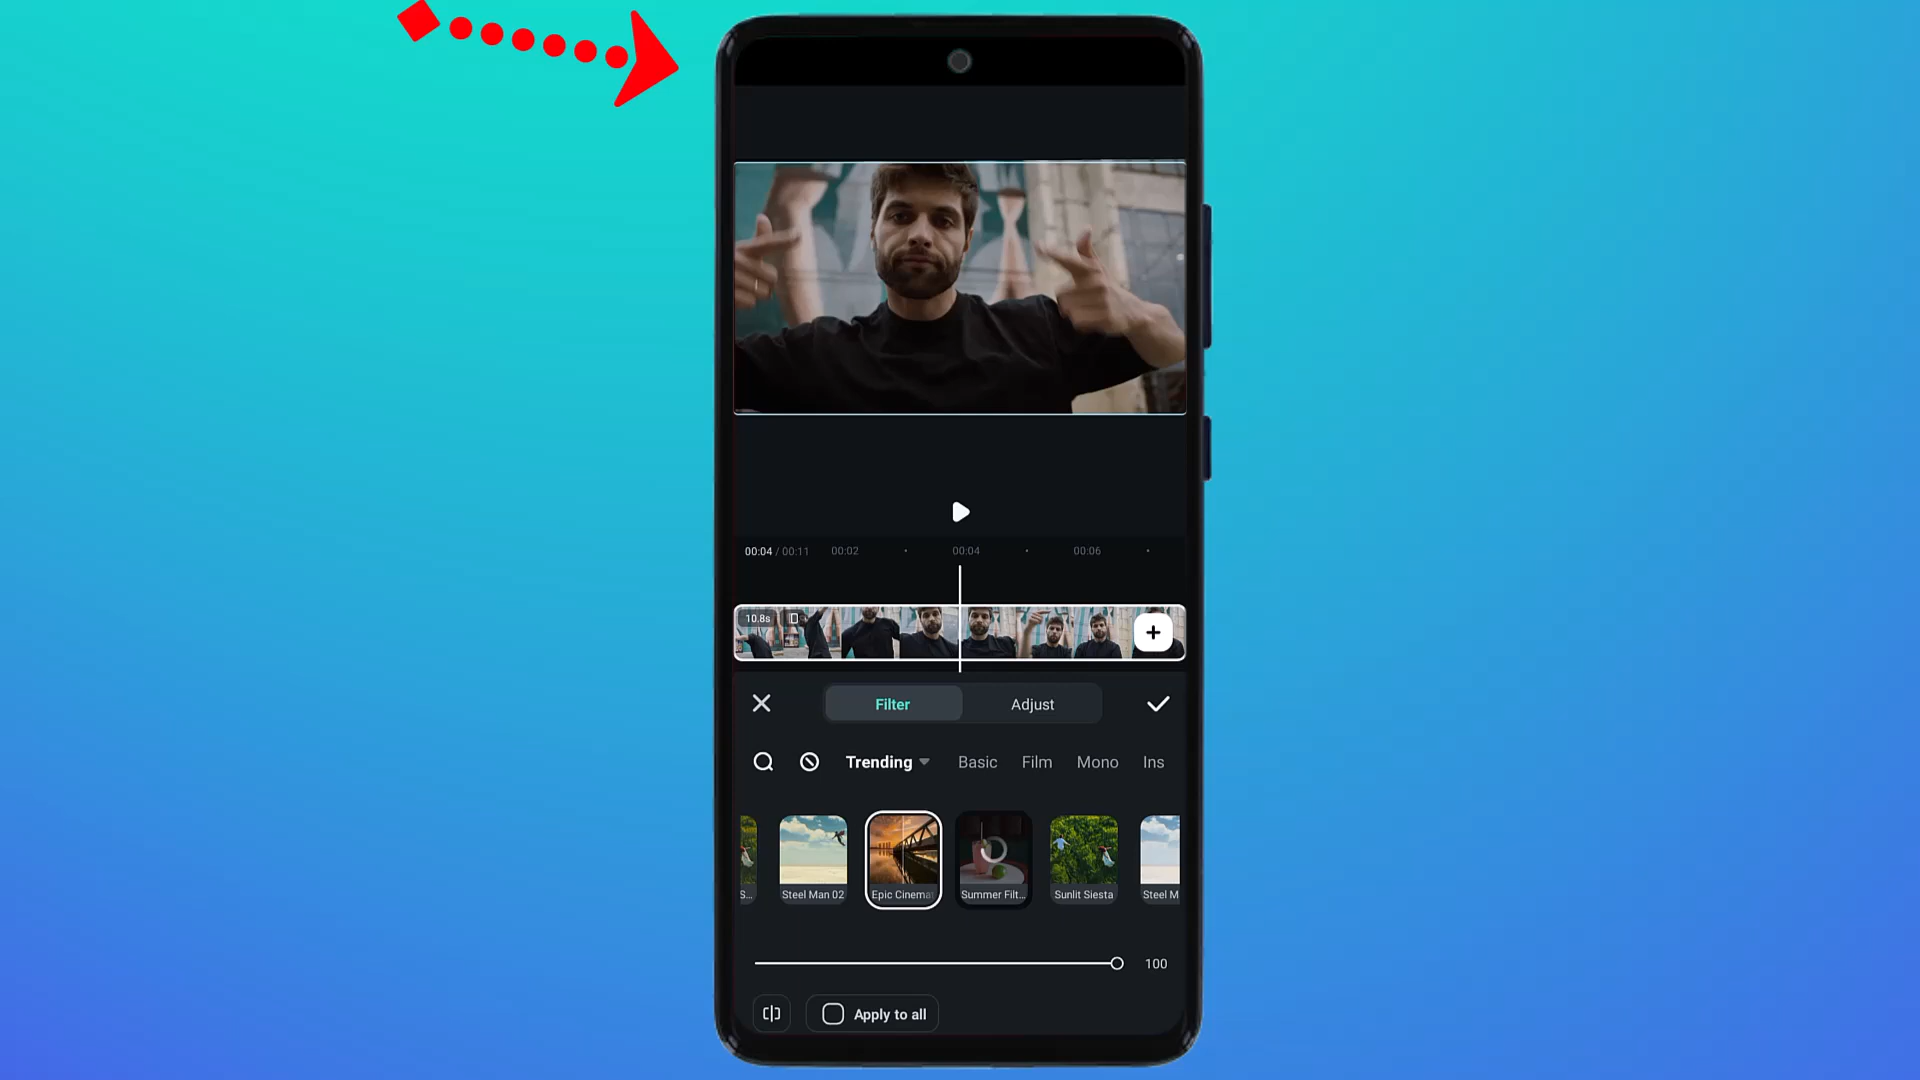 00:04 / 00:11 00:02 00:04 00:06
10.8s
Filter Adjust
Trending Basic Film Mono Ins
S... Steel Man 02 Epic Cinema Summer Filt... Sunlit Siesta Steel M
100
Apply to all